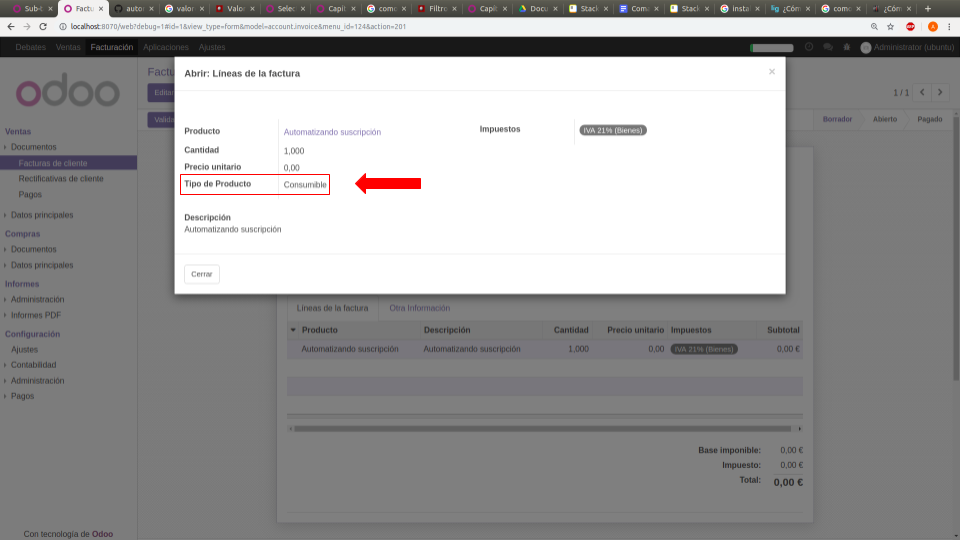 Sub-l
Factu
autor
valor
Valor
Selec
Capit
como
Filtro
Capít
Docu
Stack
Coma
Stack
insta
¿Cóm
como
¿Cóm
localhost:8070/web?debug=1#id=1&view_type=form&model=account.invoice&menu_id=124&action=201
Debates Ventas Facturación Aplicaciones Ajustes
Administrator (ubuntu)
odoo
Factu
Editar
1 / 1
Valida
Borrador Abierto Pagado
Ventas
Documentos
Facturas de cliente
Rectificativas de cliente
Pagos
Datos principales
Compras
Documentos
Datos principales
Informes
Administración
Informes PDF
Configuración
Ajustes
Contabilidad
Administración
Pagos
Con tecnología de Odoo
Abrir: Líneas de la factura
×
Producto Automatizando suscripción
Impuestos IVA 21% (Bienes)
Cantidad 1,000
Precio unitario 0,00
Tipo de Producto Consumible
Descripción
Automatizando suscripción
Cerrar
Líneas de la factura Otra Información
Producto Descripción Cantidad Precio unitario Impuestos Subtotal
Automatizando suscripción Automatizando suscripción 1,000 0,00 IVA 21% (Bienes) 0,00 €
Base imponible: 0,00 €
Impuesto: 0,00 €
Total: 0,00 €